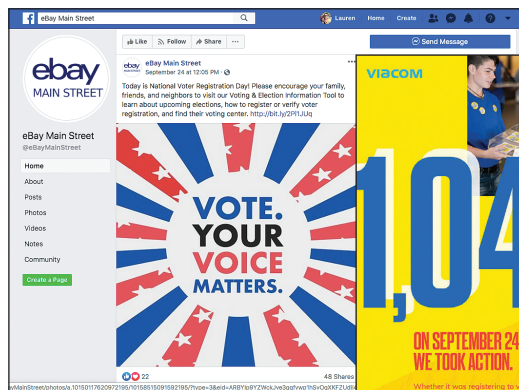 eBay Main Street
Lauren
Home
Create
Like
Follow
Share
Send Message
ebay
MAIN STREET
eBay Main Street
@eBayMainStreet
Home
About
Posts
Photos
Videos
Notes
Community
Create a Page
eBay Main Street
September 24 at 12:05 PM
Today is National Voter Registration Day! Please encourage your family,
friends, and neighbors to visit our Voting & Election Information Tool to
learn about upcoming elections, how to register or verify voter
registration, and find their voting center. http://bit.ly/2Pl1JUq
VOTE.
YOUR
VOICE
MATTERS.
22
48 Shares
VIACOM
1,04
ON SEPTEMBER 24
WE TOOK ACTION.
Whether it was registering to v